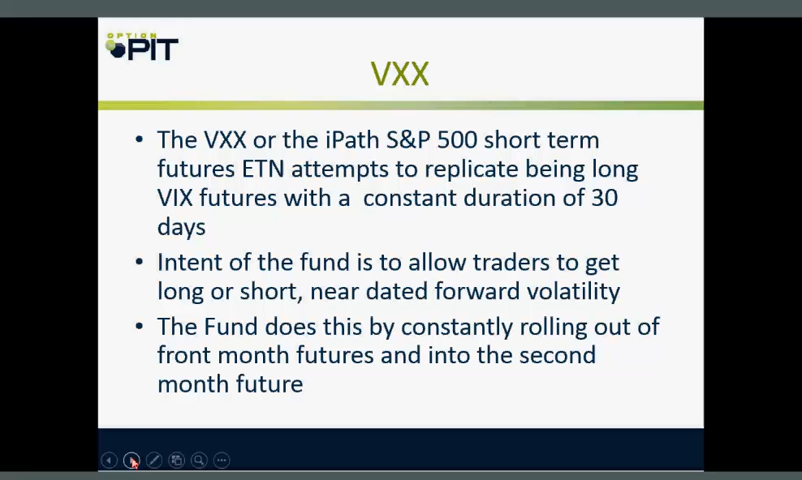 OPTION
PIT
VXX
• The VXX or the iPath S&P 500 short term
futures ETN attempts to replicate being long
VIX futures with a constant duration of 30
days
• Intent of the fund is to allow traders to get
long or short, near dated forward volatility
• The Fund does this by constantly rolling out of
front month futures and into the second
month future